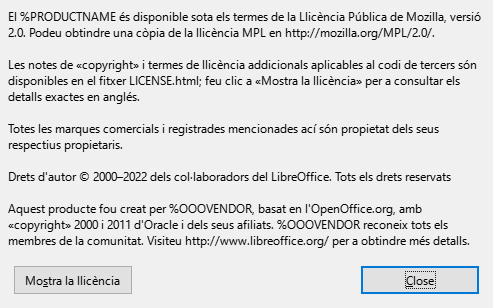 El %PRODUCTNAME és disponible sota els termes de la Llicència Pública de Mozilla, versió
2.0. Podeu obtindre una còpia de la llicència MPL en http://mozilla.org/MPL/2.0/.
Les notes de «copyright» i termes de llicència addicionals aplicables al codi de tercers són
disponibles en el fitxer LICENSE.html; feu clic a «Mostra la llicència» per a consultar els
detalls exactes en anglés.
Totes les marques comercials i registrades mencionades ací són propietat dels seus
respectius propietaris.
Drets d'autor © 2000–2022 dels col·laboradors del LibreOffice. Tots els drets reservats
Aquest producte fou creat per %OOOVENDOR, basat en l'OpenOffice.org, amb
«copyright» 2000 i 2011 d'Oracle i dels seus afiliats. %OOOVENDOR reconeix tots els
membres de la comunitat. Visiteu http://www.libreoffice.org/ per a obtindre més detalls.
Mostra la llicència
Close